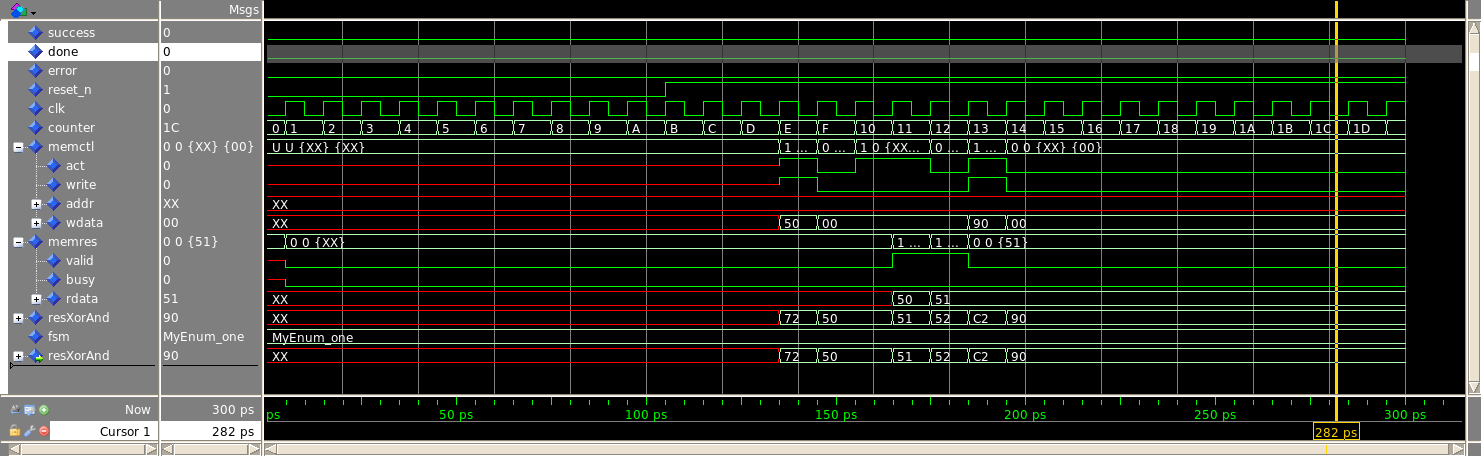 Msgs
success 0
done 0
error 0
reset_n 1
clk 0
counter 1C 0 1 2 3 4 5 6 7 8 9 A B C D E F 10 11 12 13 14 15 16 17 18 19 1A 1B 1C 1D
memctl 0 0 {XX} {00} U U {XX} {XX} 1 ... 0 ... 1 0 {XX... 0 ... 1 ... 0 0 {XX} {00}
act 0
write 0
addr XX XX
wdata 00 XX 50 00 90 00
memres 0 0 {51} 0 0 {XX} 1 ... 1 ... 0 0 {51}
valid 0
busy 0
rdata 51 XX 50 51
resXorAnd 90 XX 72 50 51 52 C2 90
fsm MyEnum_one MyEnum_one
resXorAnd 90 XX 72 50 51 52 C2 90
Now 300 ps ps 50 ps 100 ps 150 ps 200 ps 250 ps 300 ps
Cursor 1 282 ps 282 ps